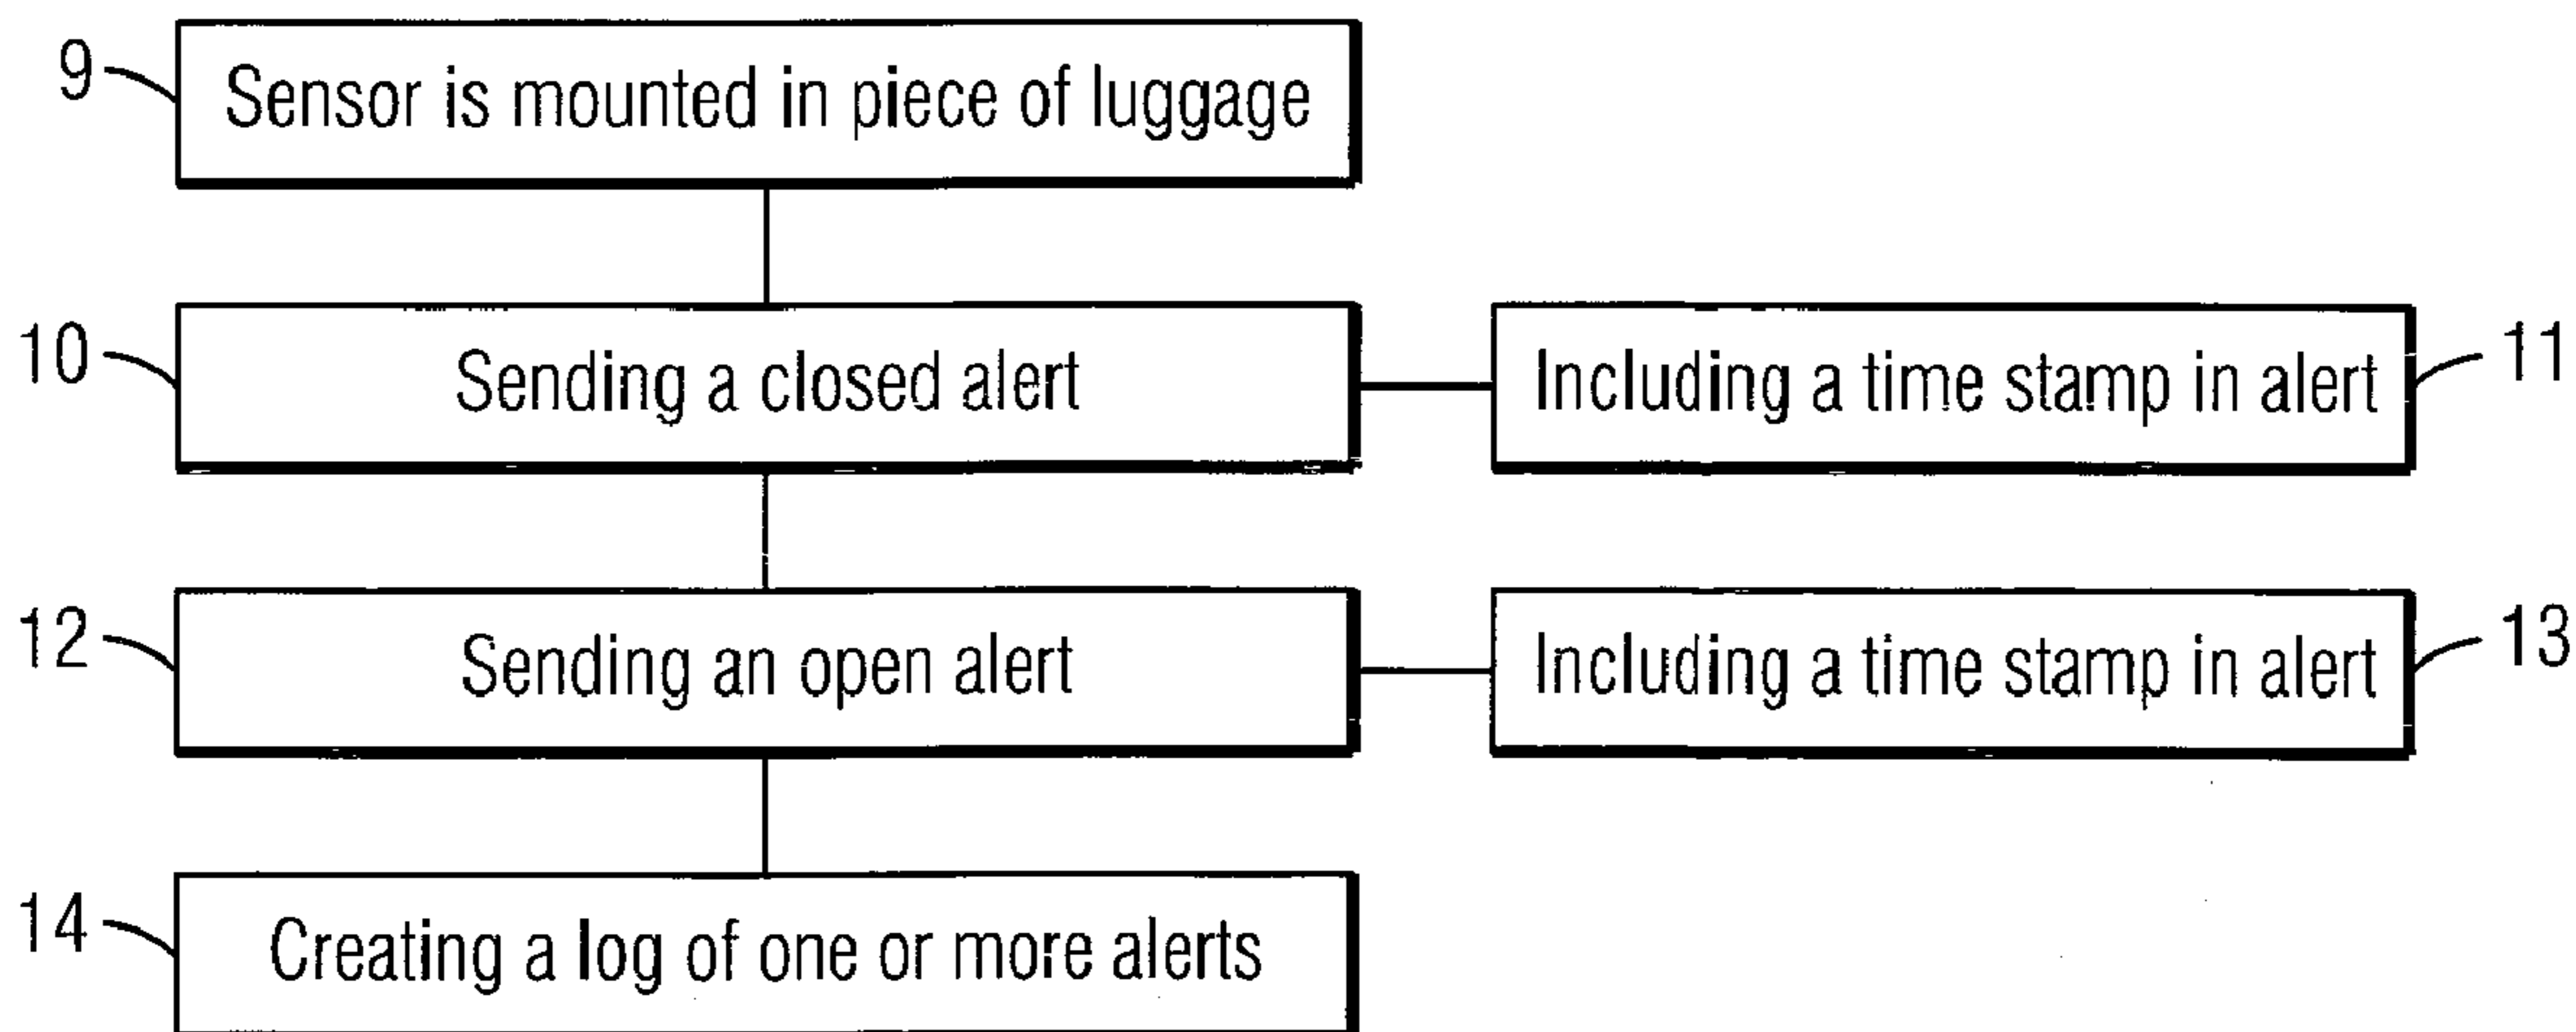 9 Sensor is mounted in piece of luggage
10 Sending a closed alert Including a time stamp in alert 11
12 Sending an open alert Including a time stamp in alert 13
14 Creating a log of one or more alerts